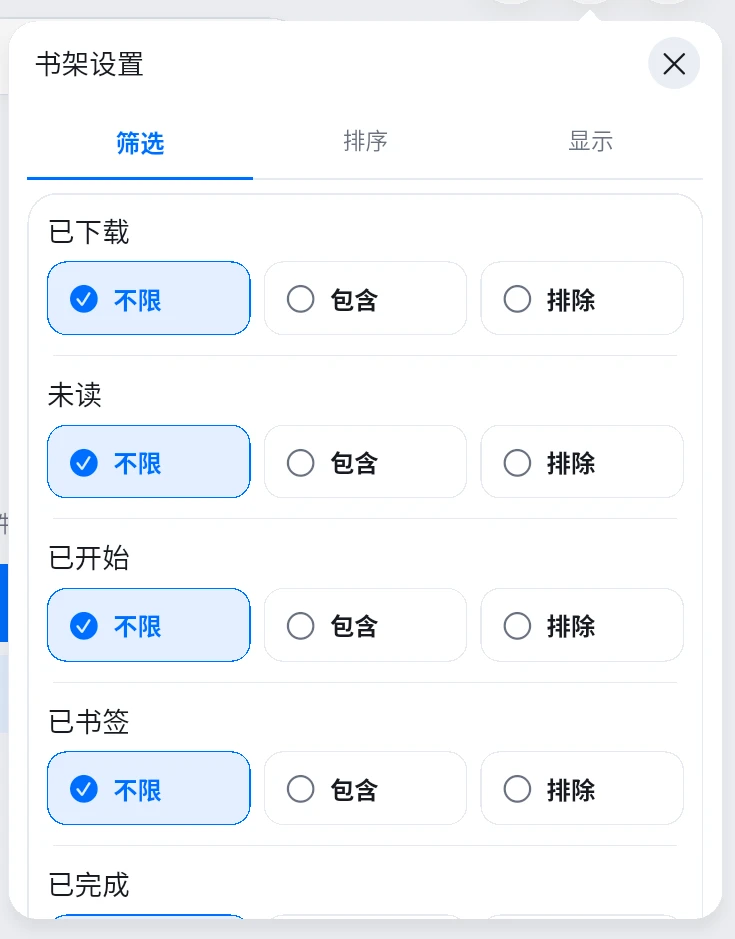 书架设置
筛选 排序 显示
已下载
不限 包含 排除
未读
不限 包含 排除
已开始
不限 包含 排除
已书签
不限 包含 排除
已完成